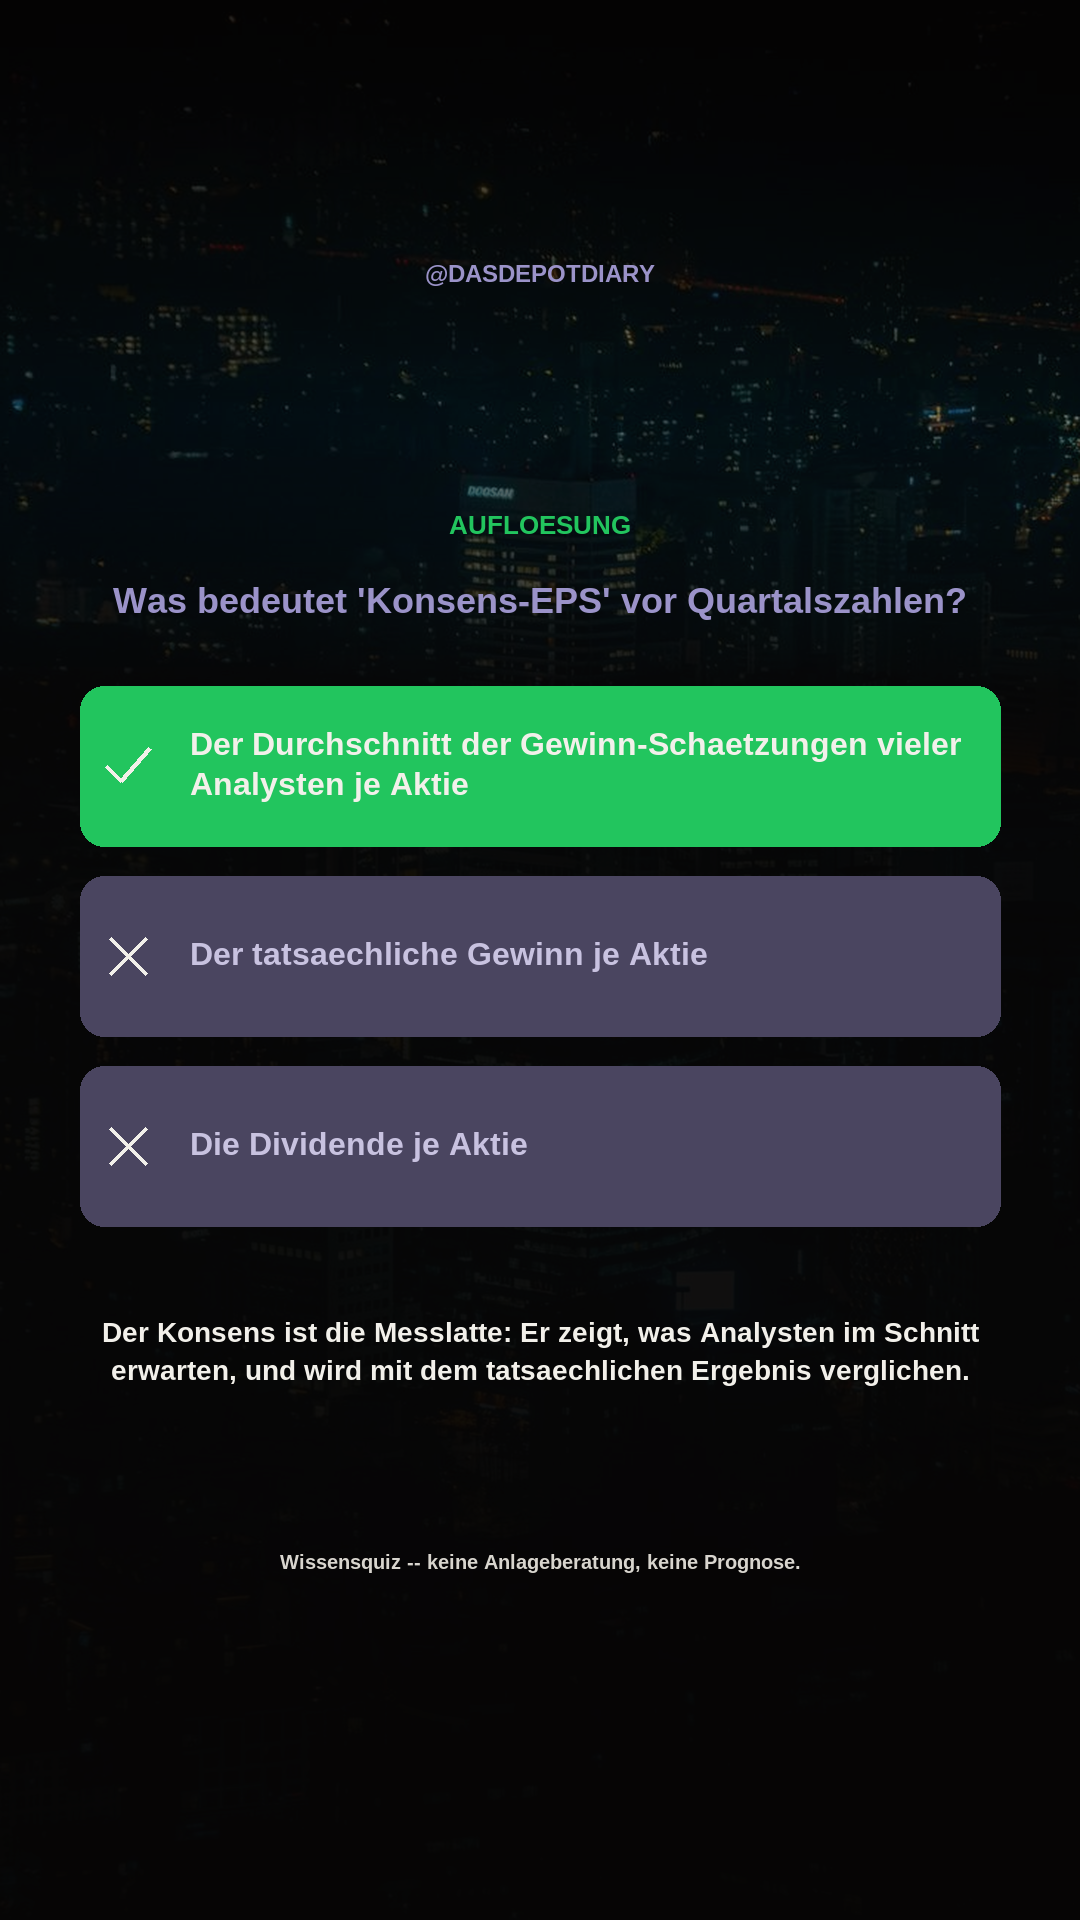 @DASDEPOTDIARY
DOOSAN
AUFLOESUNG
Was bedeutet 'Konsens-EPS' vor Quartalszahlen?
Der Durchschnitt der Gewinn-Schaetzungen vieler
Analysten je Aktie
Der tatsaechliche Gewinn je Aktie
Die Dividende je Aktie
Der Konsens ist die Messlatte: Er zeigt, was Analysten im Schnitt
erwarten, und wird mit dem tatsaechlichen Ergebnis verglichen.
Wissensquiz -- keine Anlageberatung, keine Prognose.